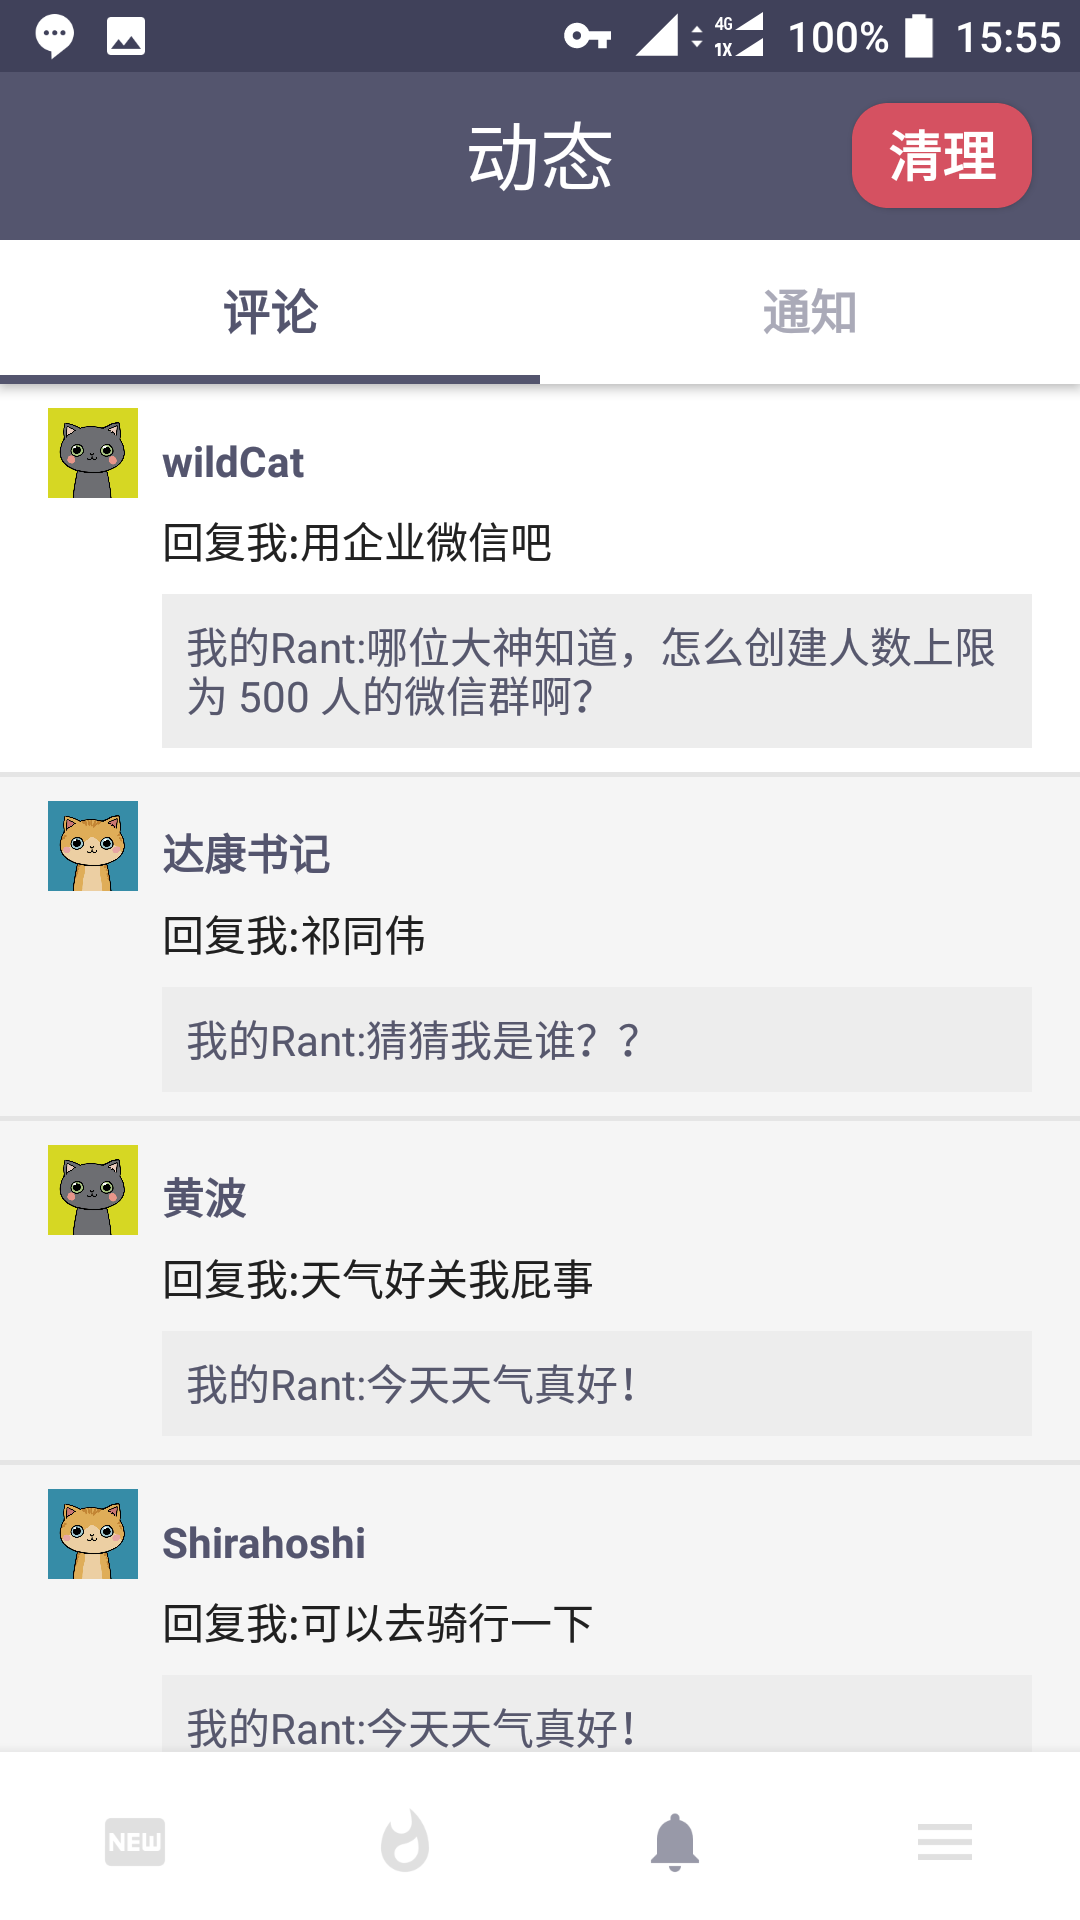 4G
1X
100%
15:55
动态
清理
评论
通知
wildCat
回复我:用企业微信吧
我的Rant:哪位大神知道，怎么创建人数上限
为 500 人的微信群啊？
达康书记
回复我:祁同伟
我的Rant:猜猜我是谁？？
黄波
回复我:天气好关我屁事
我的Rant:今天天气真好！
Shirahoshi
回复我:可以去骑行一下
我的Rant:今天天气真好！
NEW